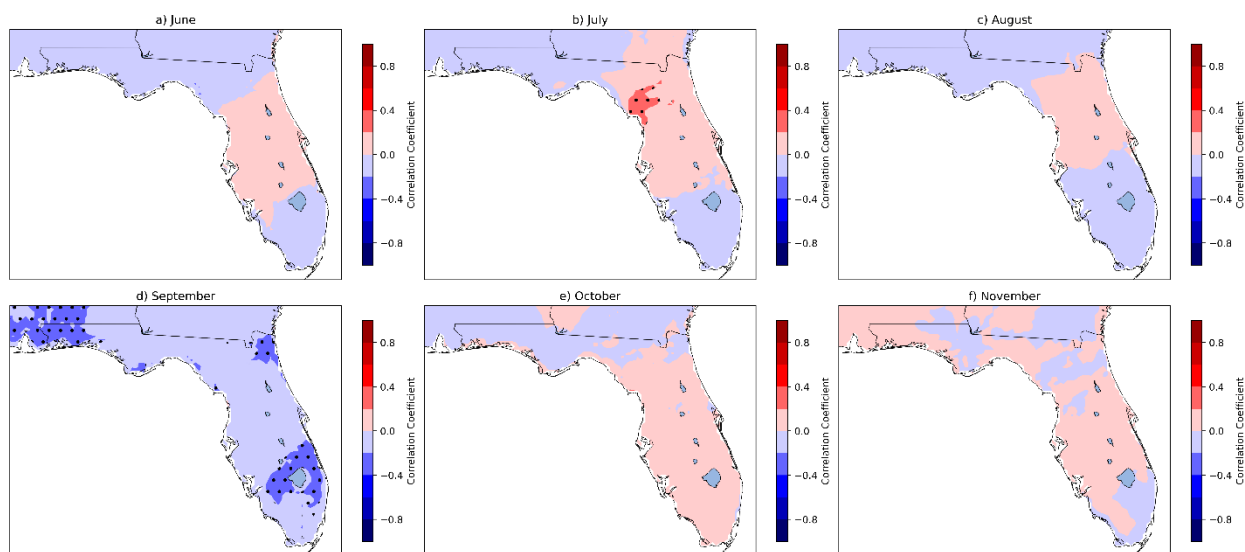 a) June
0.8
0.4
0.0
−0.4
−0.8
Correlation Coefficient
b) July
0.8
0.4
0.0
−0.4
−0.8
Correlation Coefficient
c) August
0.8
0.4
0.0
−0.4
−0.8
Correlation Coefficient
d) September
0.8
0.4
0.0
−0.4
−0.8
Correlation Coefficient
e) October
0.8
0.4
0.0
−0.4
−0.8
Correlation Coefficient
f) November
0.8
0.4
0.0
−0.4
−0.8
Correlation Coefficient